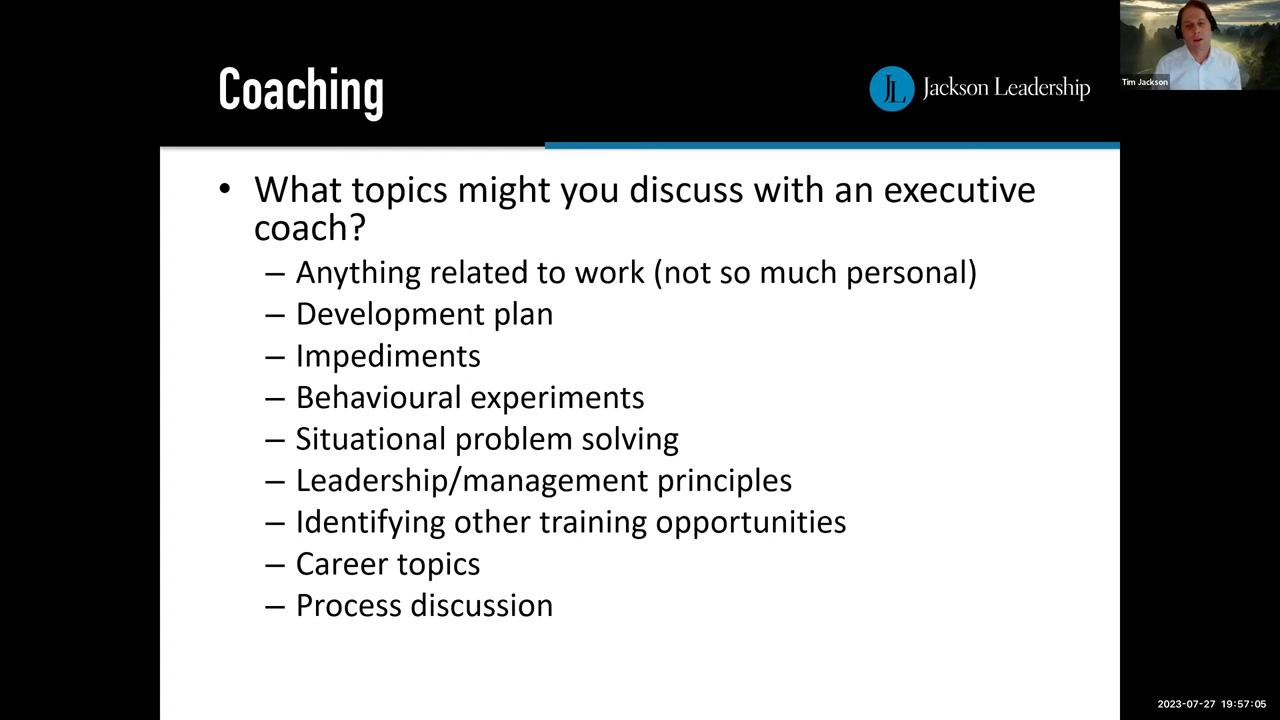 Coaching
JL Jackson Leadership
Tim Jackson
• What topics might you discuss with an executive
coach?
– Anything related to work (not so much personal)
– Development plan
– Impediments
– Behavioural experiments
– Situational problem solving
– Leadership/management principles
– Identifying other training opportunities
– Career topics
– Process discussion
2023-07-27 19:57:05